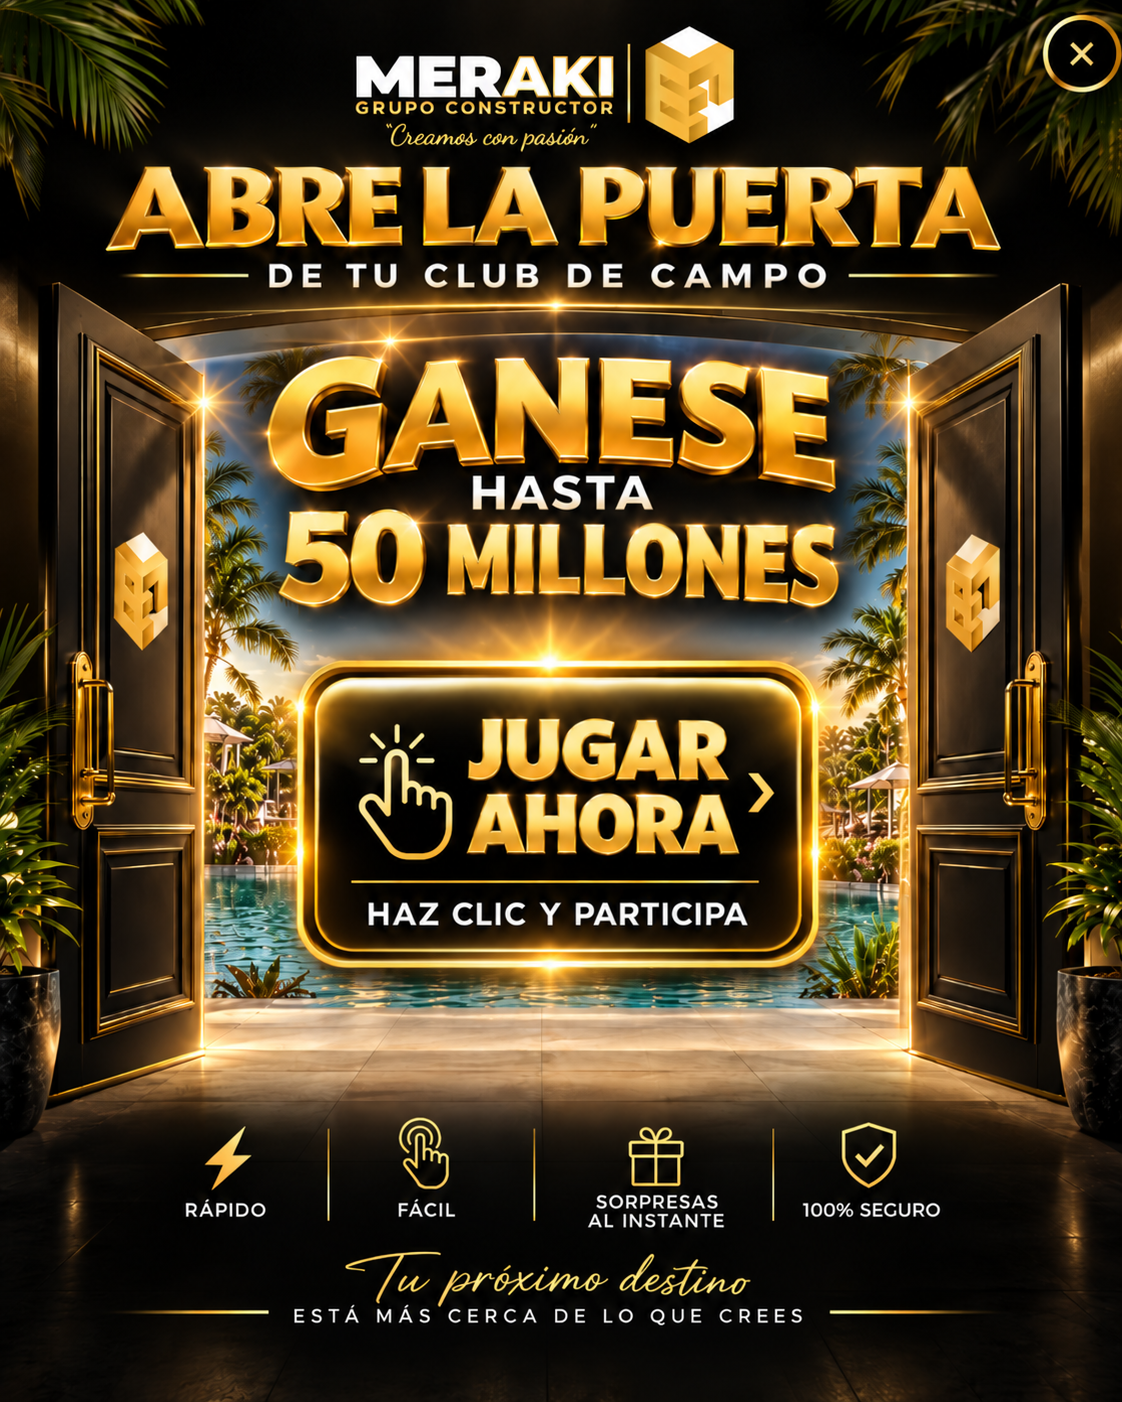 MERAKI
GRUPO CONSTRUCTOR
"Creamos con pasión"
ABRE LA PUERTA
DE TU CLUB DE CAMPO
GANESE
HASTA
50 MILLONES
JUGAR
AHORA
HAZ CLIC Y PARTICIPA
RÁPIDO
FÁCIL
SORPRESAS
AL INSTANTE
100% SEGURO
Tu próximo destino
ESTÁ MÁS CERCA DE LO QUE CREES